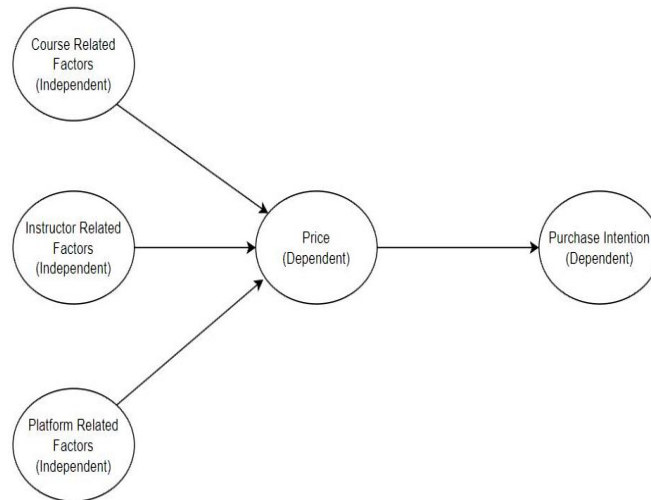 Course Related
Factors
(Independent)
Instructor Related
Factors
(Independent)
Price
(Dependent)
Purchase Intention
(Dependent)
Platform Related
Factors
(Independent)